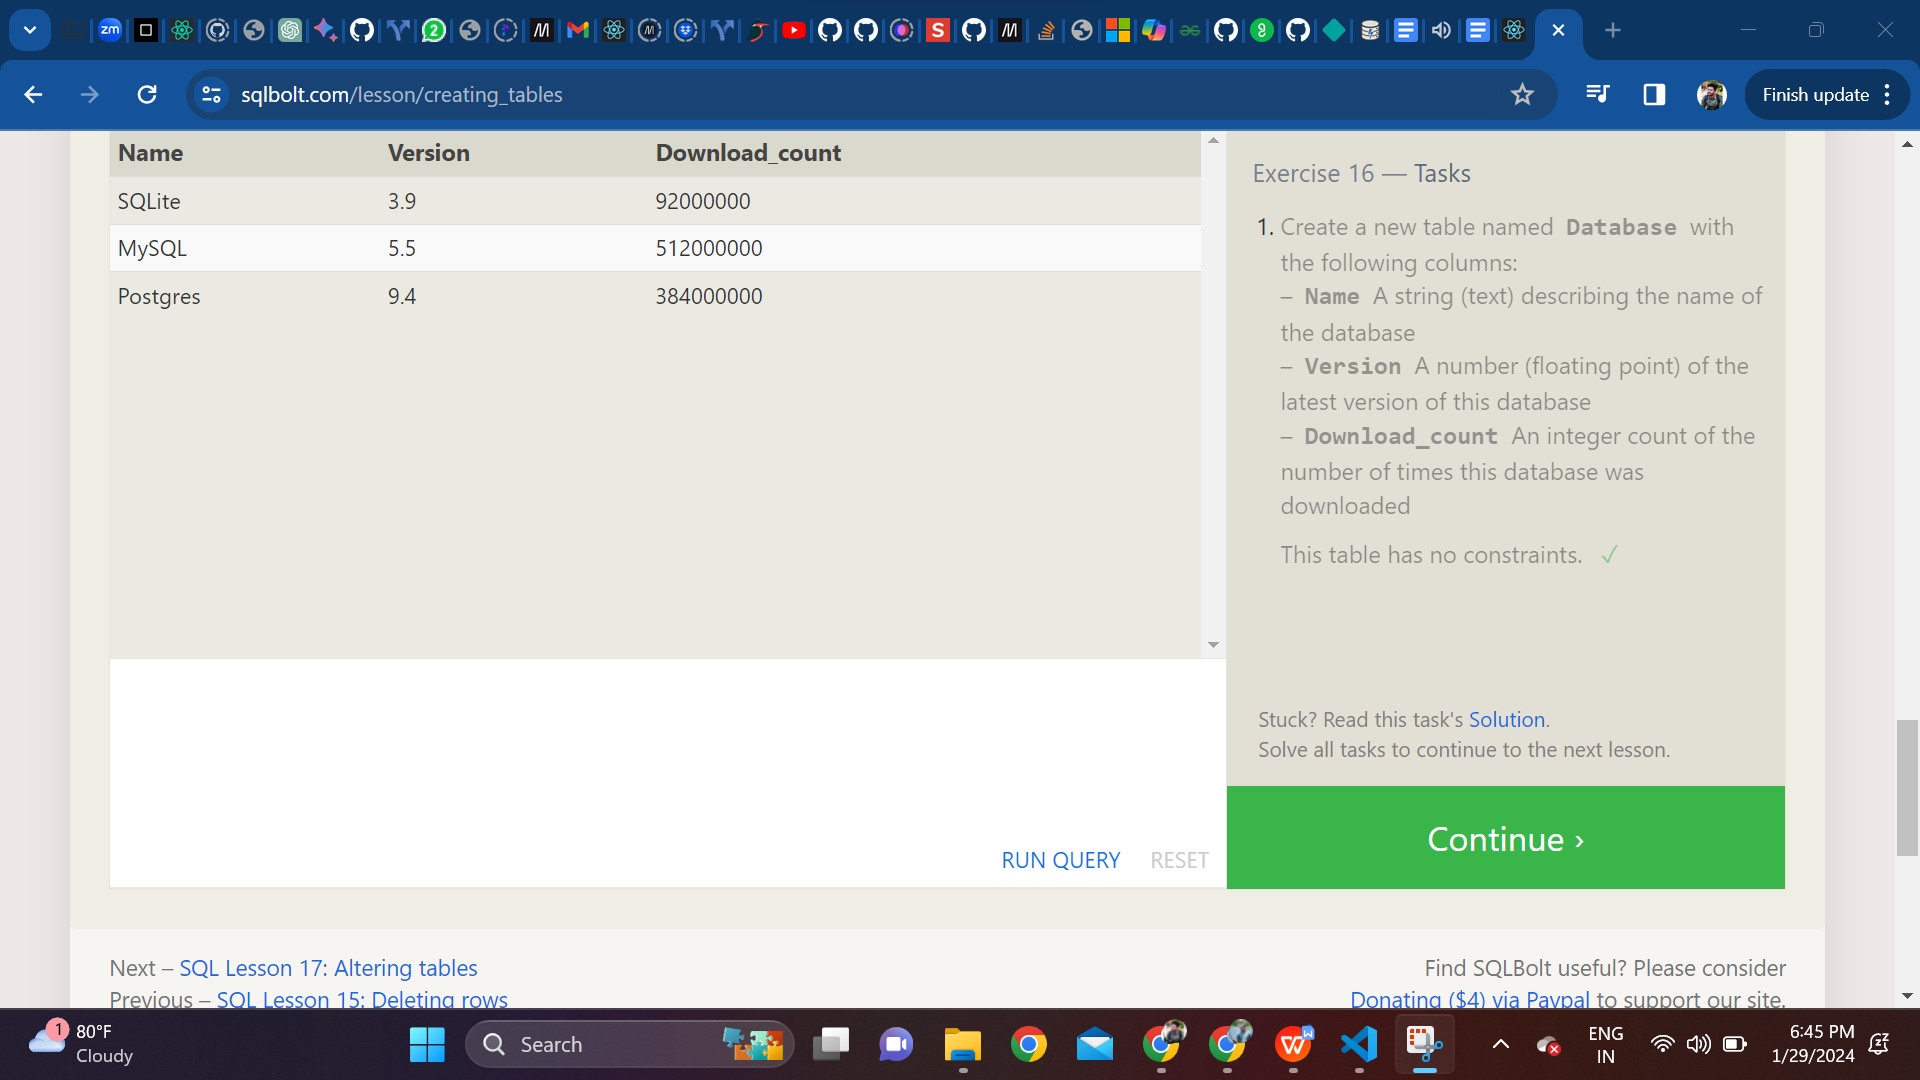 zm
2
sqlbolt.com/lesson/creating_tables
Finish update
Name Version Download_count
SQLite 3.9 92000000
MySQL 5.5 512000000
Postgres 9.4 384000000
RUN QUERY RESET
Exercise 16 — Tasks
1. Create a new table named Database with
the following columns:
– Name A string (text) describing the name of
the database
– Version A number (floating point) of the
latest version of this database
– Download_count An integer count of the
number of times this database was
downloaded
This table has no constraints. ✓
Stuck? Read this task's Solution.
Solve all tasks to continue to the next lesson.
Continue ›
Next – SQL Lesson 17: Altering tables
Previous – SQL Lesson 15: Deleting rows
Find SQLBolt useful? Please consider
Donating ($4) via Paypal to support our site.
1
80°F
Cloudy
Search
ENG
IN
6:45 PM
1/29/2024